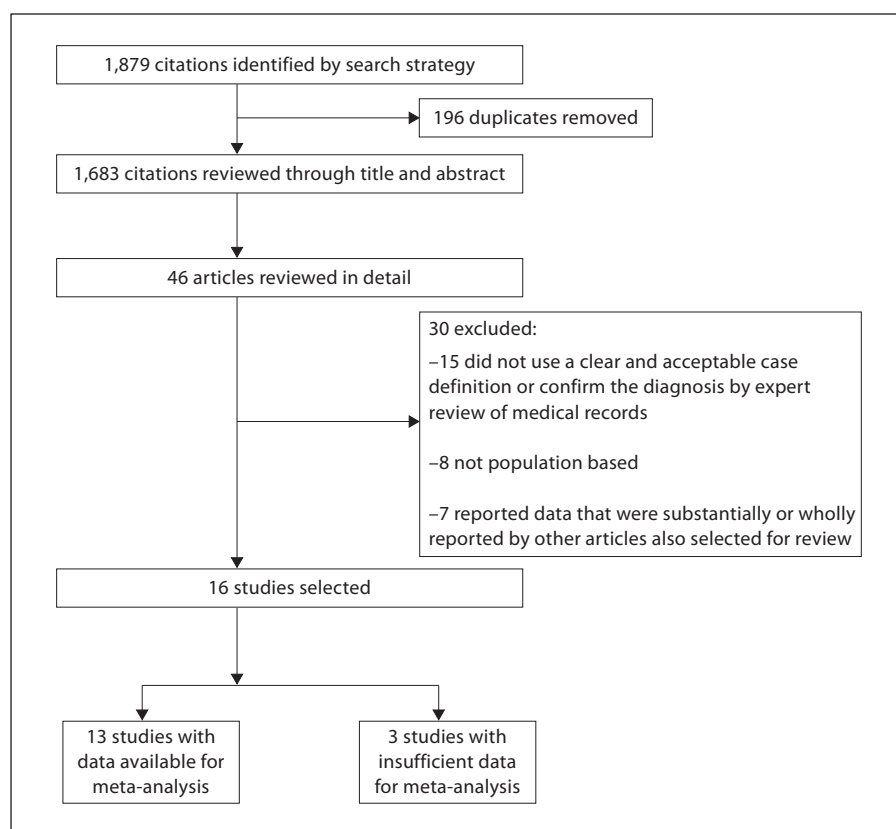 1,879 citations identified by search strategy
196 duplicates removed
1,683 citations reviewed through title and abstract
46 articles reviewed in detail
30 excluded:
–15 did not use a clear and acceptable case
definition or confirm the diagnosis by expert
review of medical records
–8 not population based
–7 reported data that were substantially or wholly
reported by other articles also selected for review
16 studies selected
13 studies with
data available for
meta-analysis
3 studies with
insufficient data
for meta-analysis